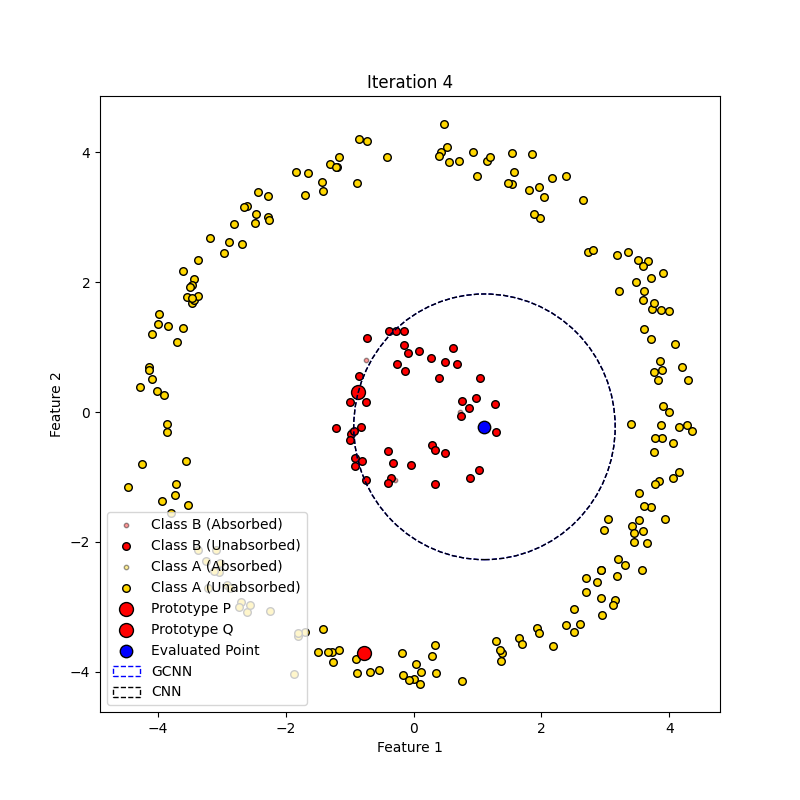 Iteration 4
Feature 2
4
2
0
−2
−4
Class B (Absorbed)
Class B (Unabsorbed)
Class A (Absorbed)
Class A (Unabsorbed)
Prototype P
Prototype Q
Evaluated Point
GCNN
CNN
−4 −2 0 2 4
Feature 1